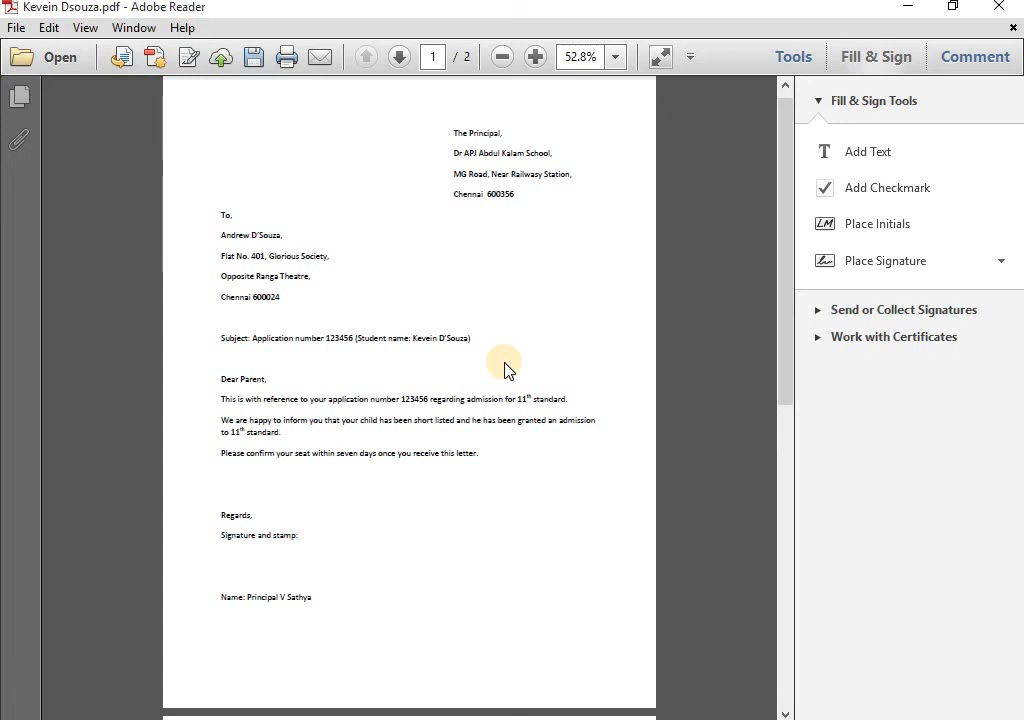 Kevein Dsouza.pdf - Adobe Reader
File Edit View Window Help
Open 1 / 2 52.8% Tools Fill & Sign Comment
Fill & Sign Tools
Add Text
Add Checkmark
LM Place Initials
Place Signature
Send or Collect Signatures
Work with Certificates
The Principal,
Dr APJ Abdul Kalam School,
MG Road, Near Railwasy Station,
Chennai 600356
To,
Andrew D'Souza,
Flat No. 401, Glorious Society,
Opposite Ranga Theatre,
Chennai 600024
Subject: Application number 123456 (Student name: Kevein D'Souza)
Dear Parent,
This is with reference to your application number 123456 regarding admission for 11th standard.
We are happy to inform you that your child has been short listed and he has been granted an admission
to 11th standard.
Please confirm your seat within seven days once you receive this letter.
Regards,
Signature and stamp:
Name: Principal V Sathya